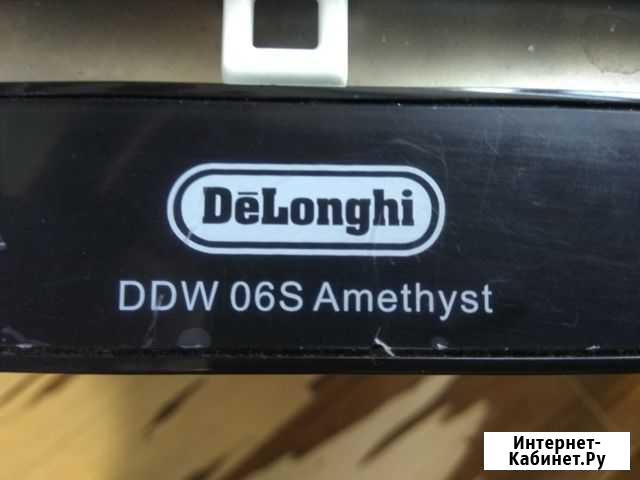 DēLonghi
DDW 06S Amethyst
Интернет-
Кабинет.Ру